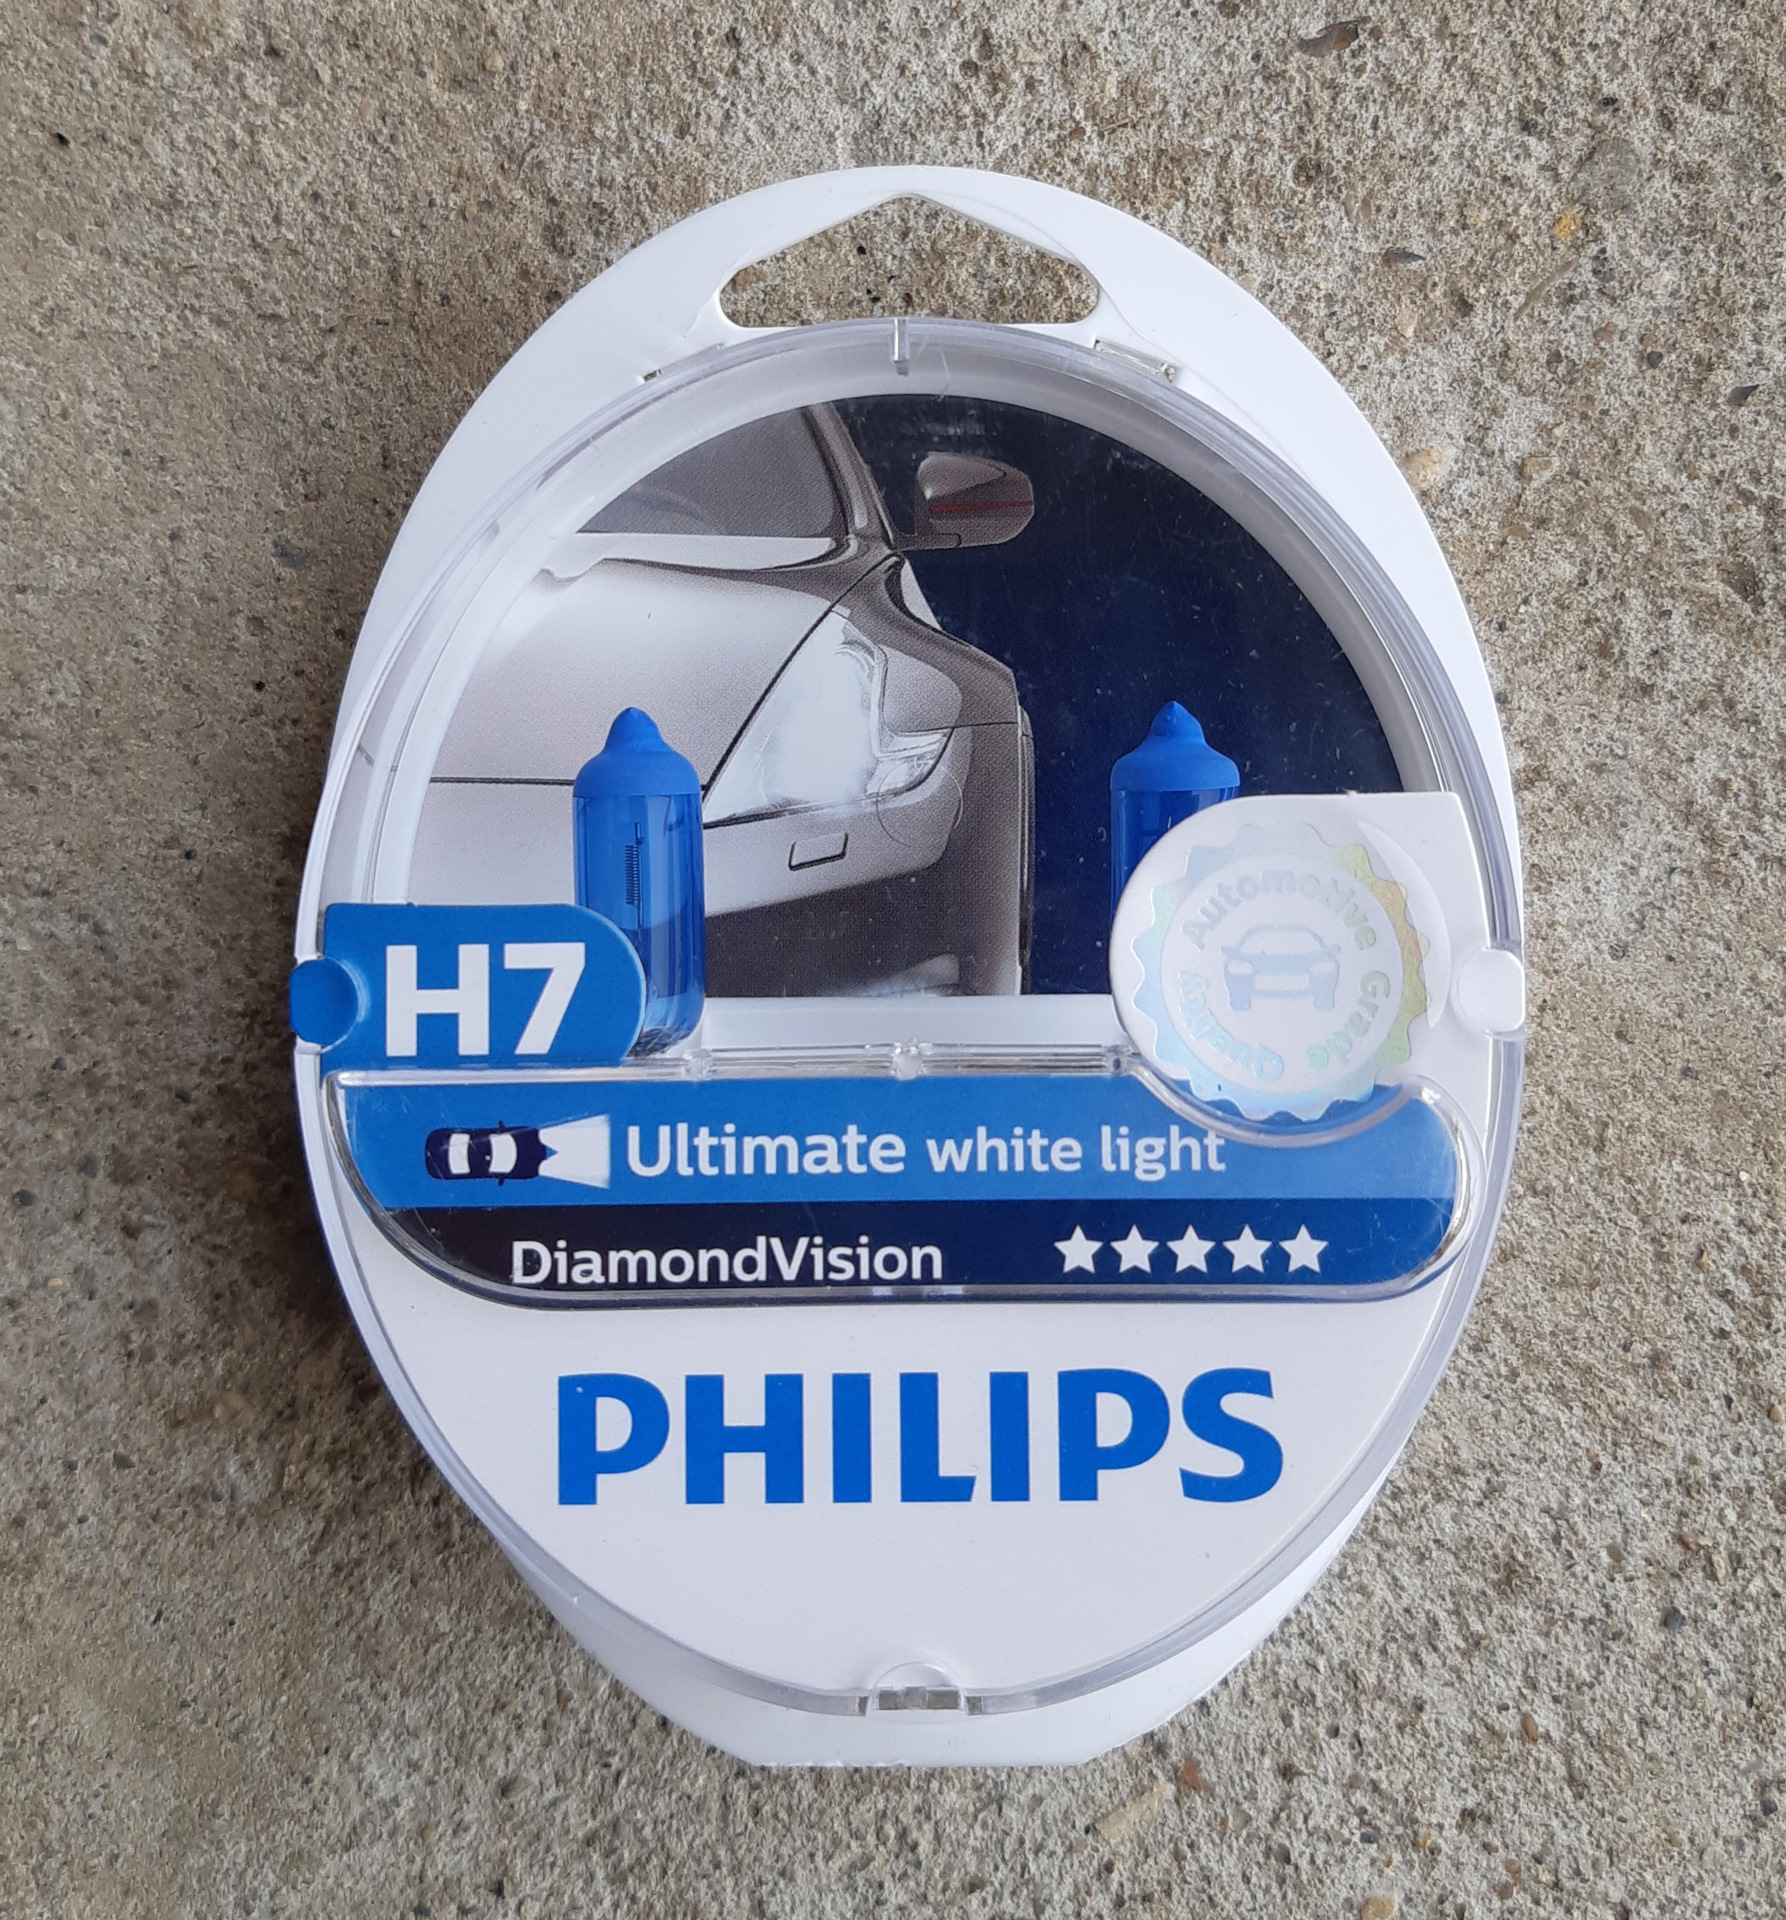 H7
Automotive Grade
Quality
Ultimate white light
DiamondVision
PHILIPS